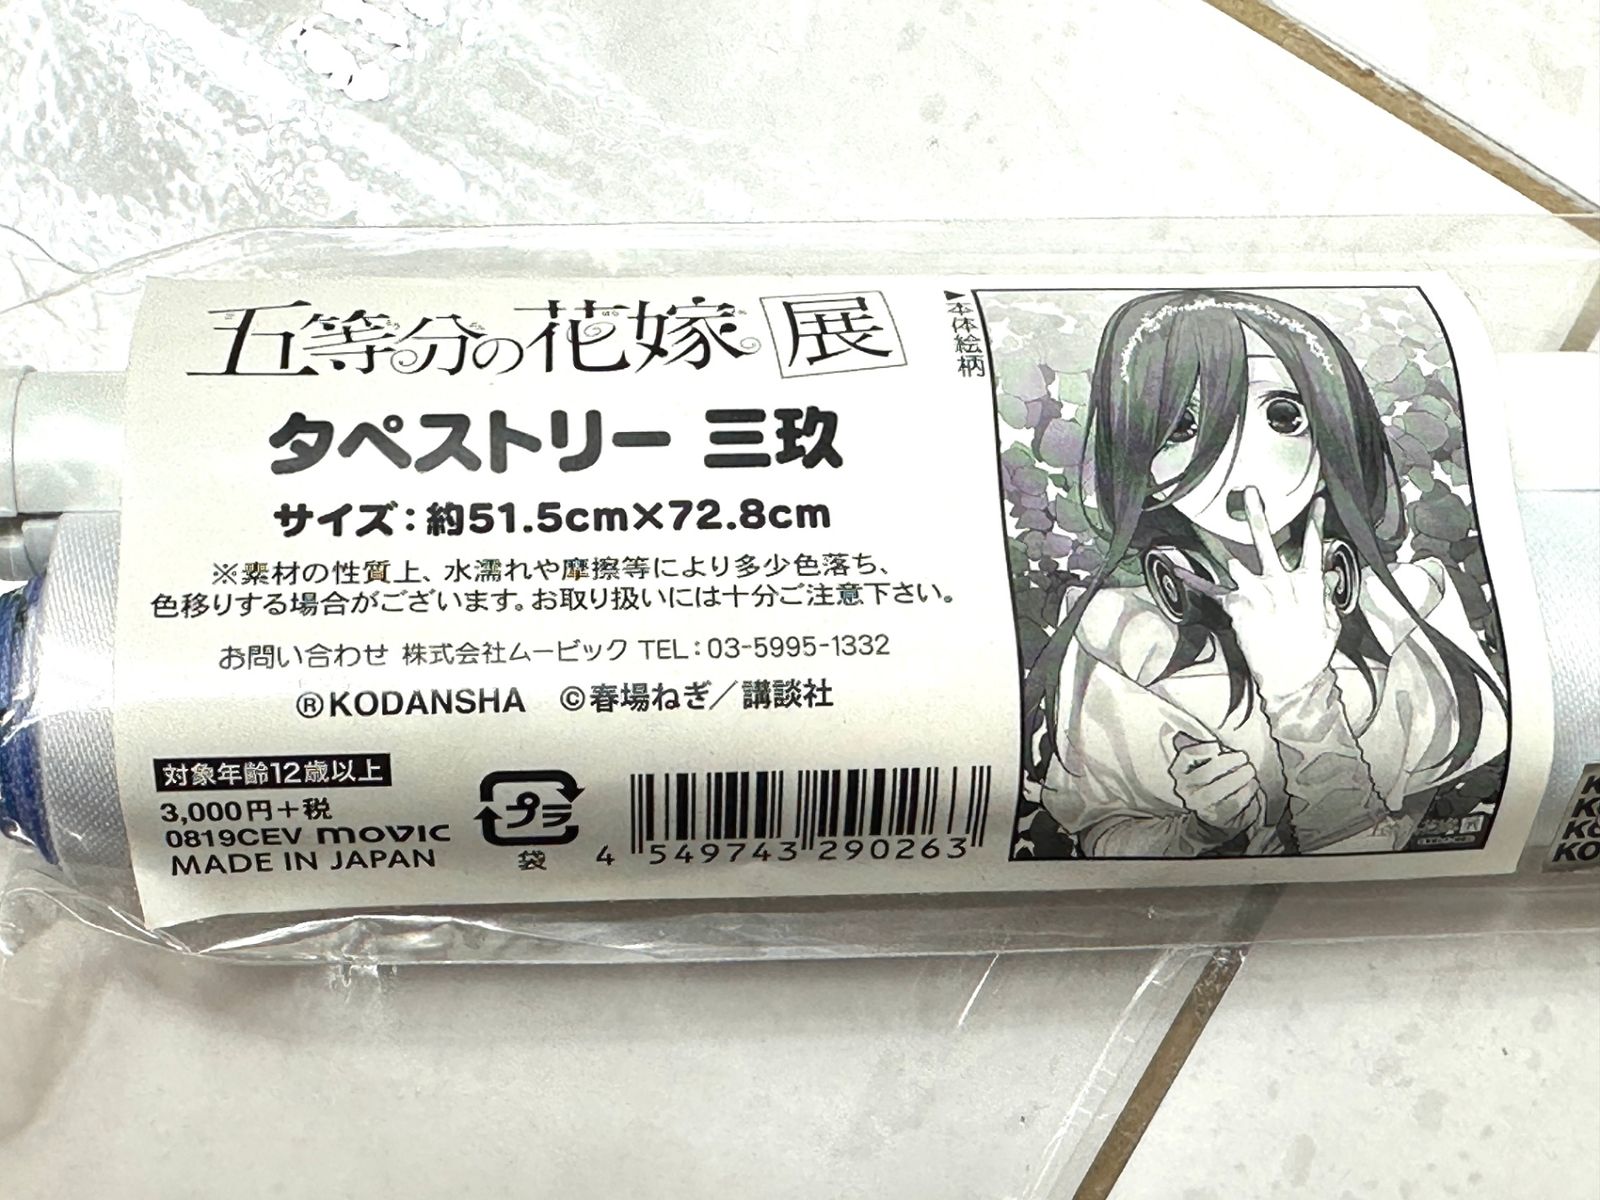 五等分の花嫁 展
タペストリー 三玖
サイズ：約51.5cm×72.8cm
※素材の性質上、水濡れや摩擦等により多少色落ち、
色移りする場合がございます。お取り扱いには十分ご注意下さい。
お問い合わせ 株式会社ムービック TEL：03-5995-1332
®KODANSHA ©春場ねぎ／講談社
対象年齢12歳以上
3,000円＋税
0819CEV movic
MADE IN JAPAN
プラ
袋
4 549743 290263
▶本体絵柄